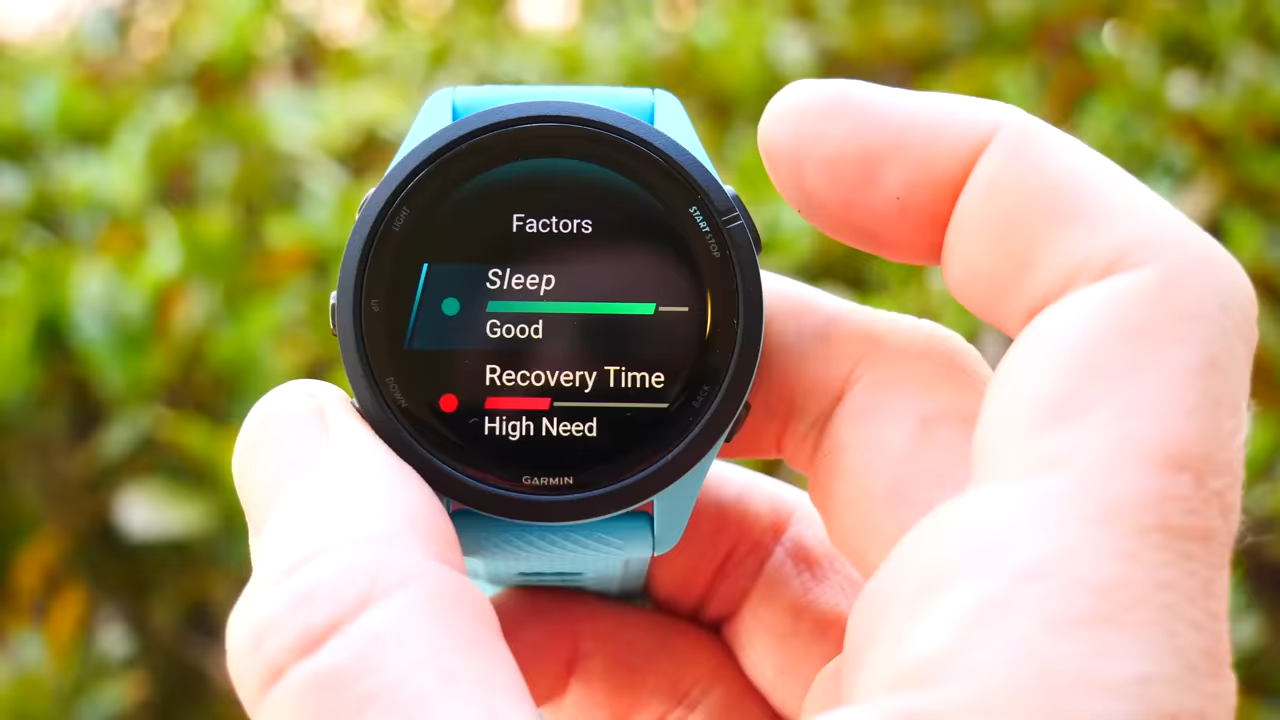 Factors
LIGHT
START STOP
Sleep
UP
Good
Recovery Time
DOWN
BACK
High Need
GARMIN